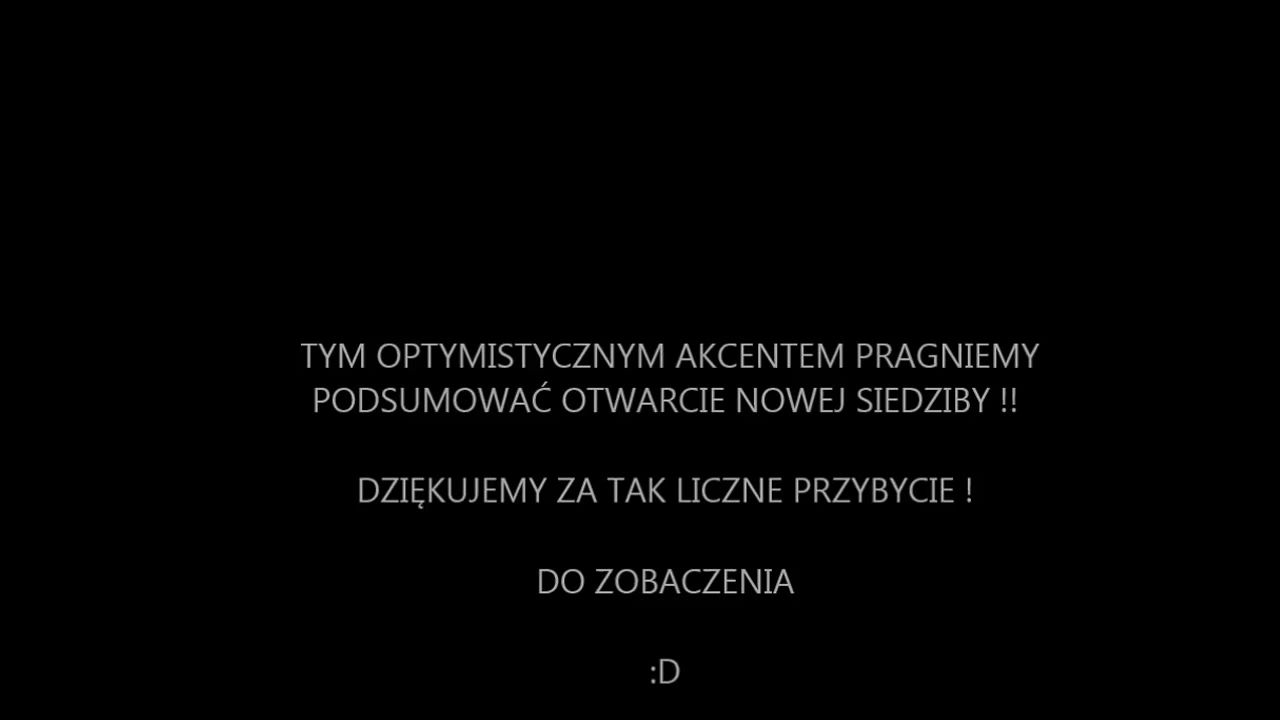 TYM OPTYMISTYCZNYM AKCENTEM PRAGNIEMY
PODSUMOWAĆ OTWARCIE NOWEJ SIEDZIBY !!
DZIĘKUJEMY ZA TAK LICZNE PRZYBYCIE !
DO ZOBACZENIA
:D